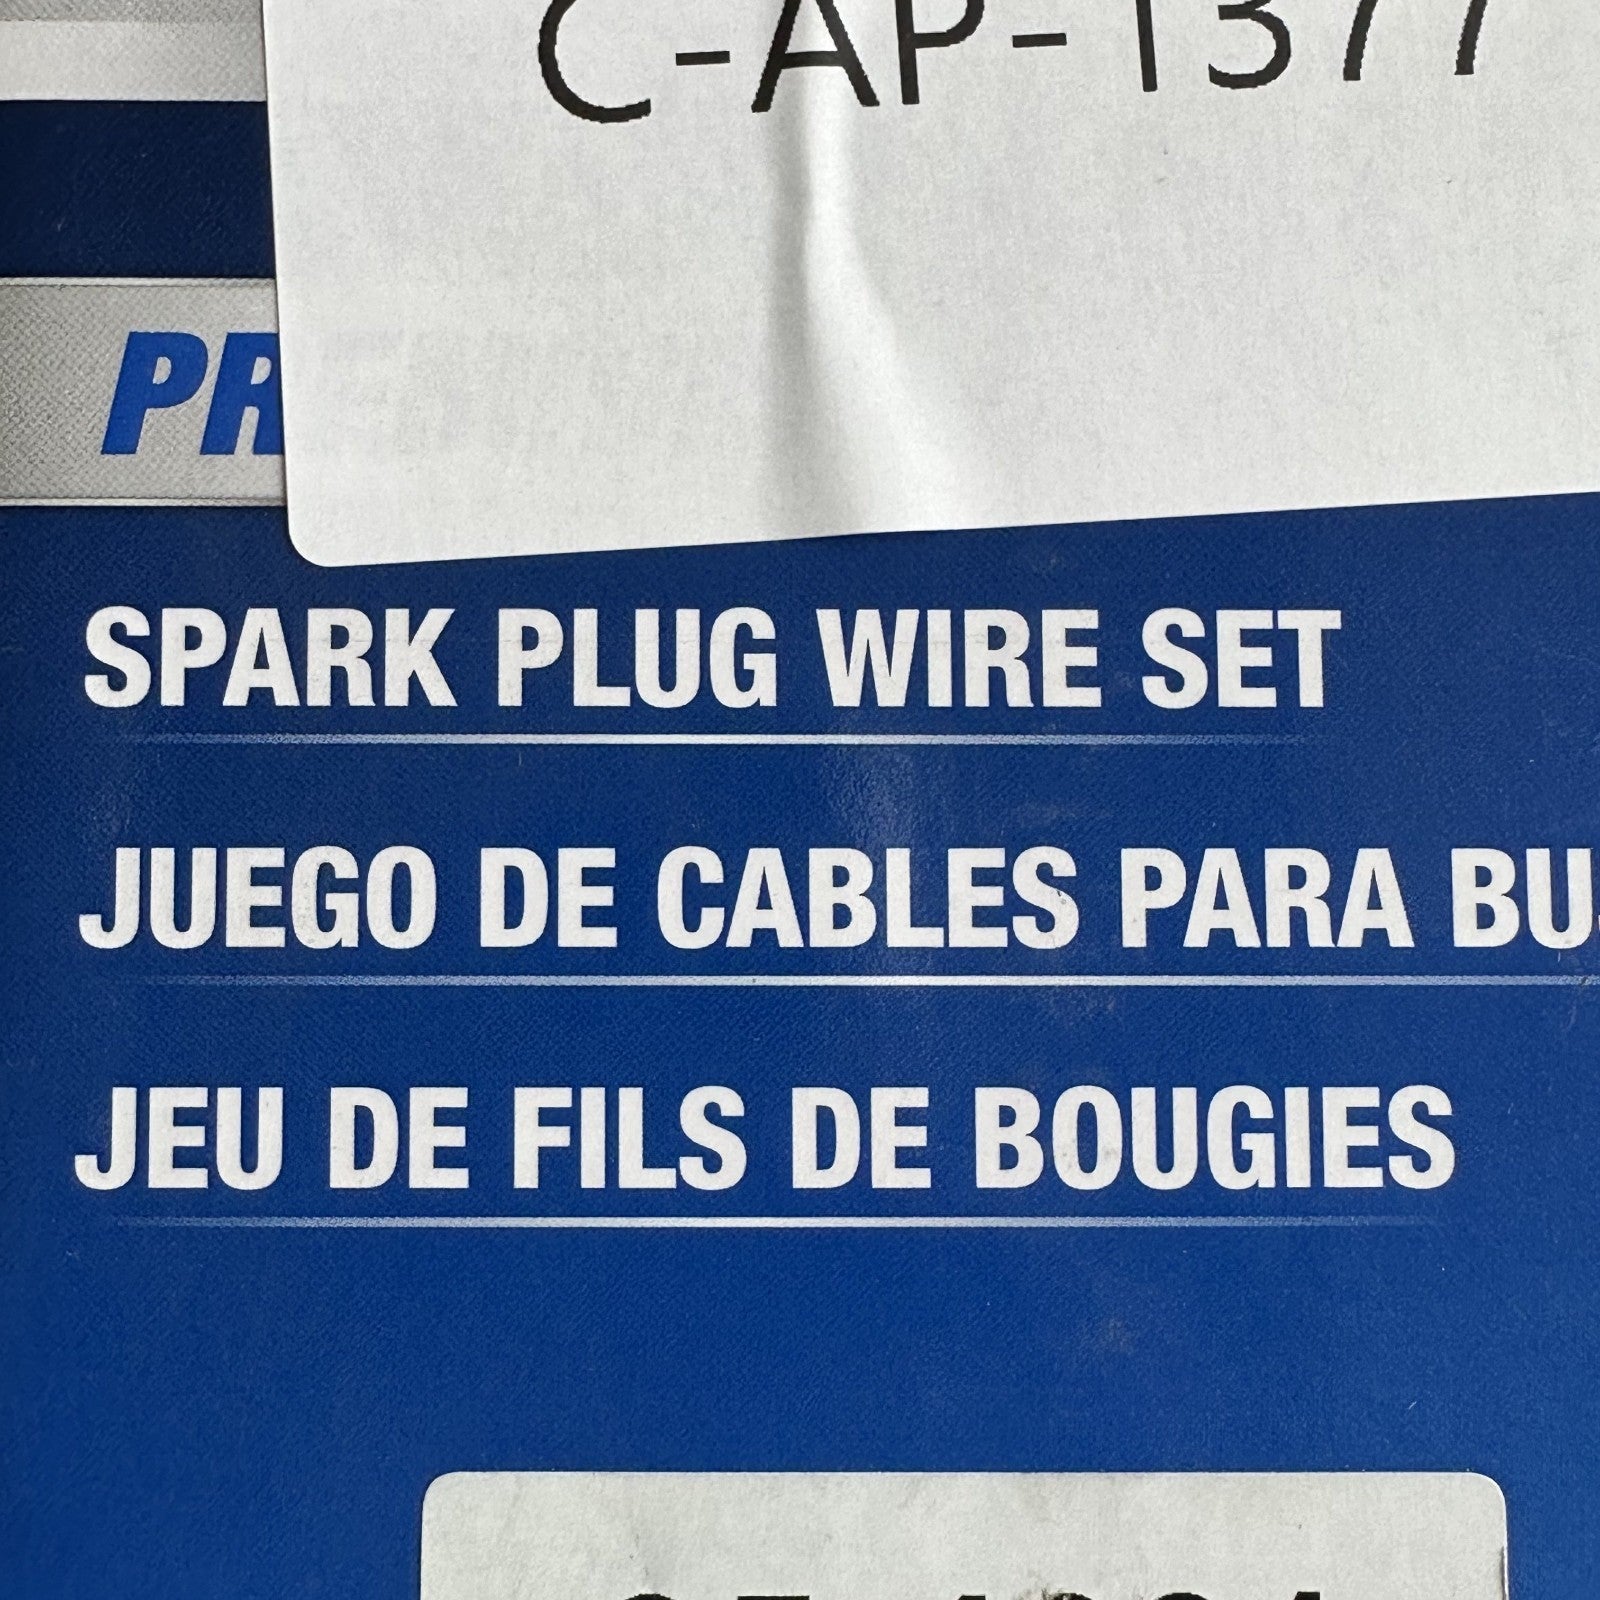 C-AP-1377
PR
SPARK PLUG WIRE SET
JUEGO DE CABLES PARA BU
JEU DE FILS DE BOUGIES